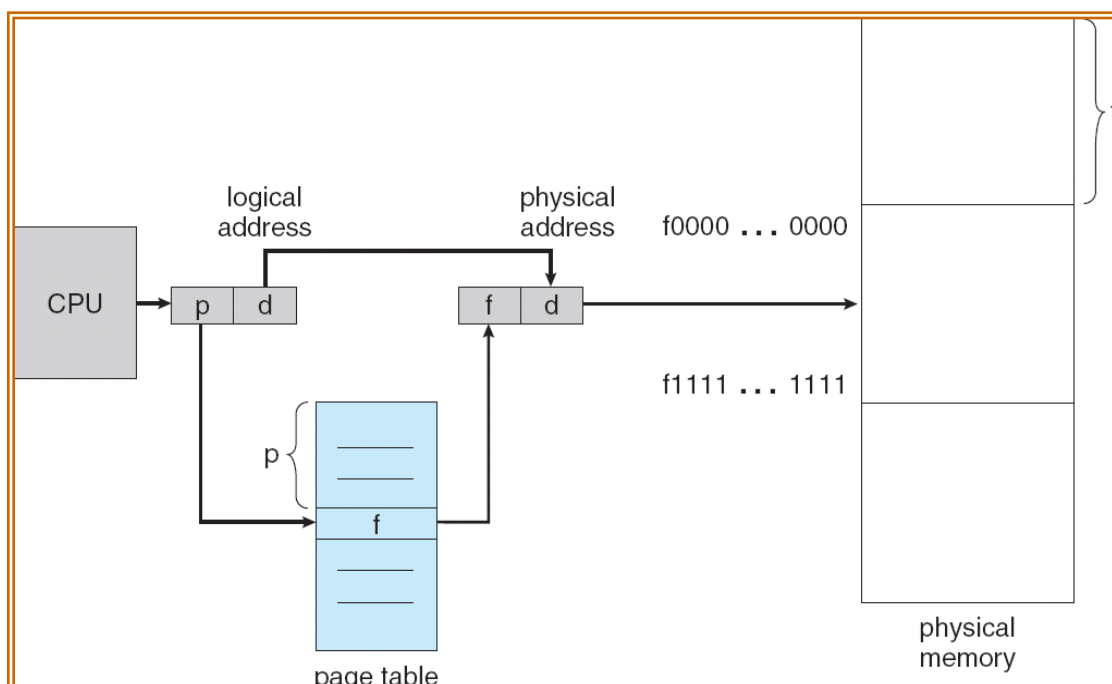 logical
address
physical
address
f0000 ... 0000
CPU
p
d
f
d
f1111 ... 1111
p
f
physical
memory
page table